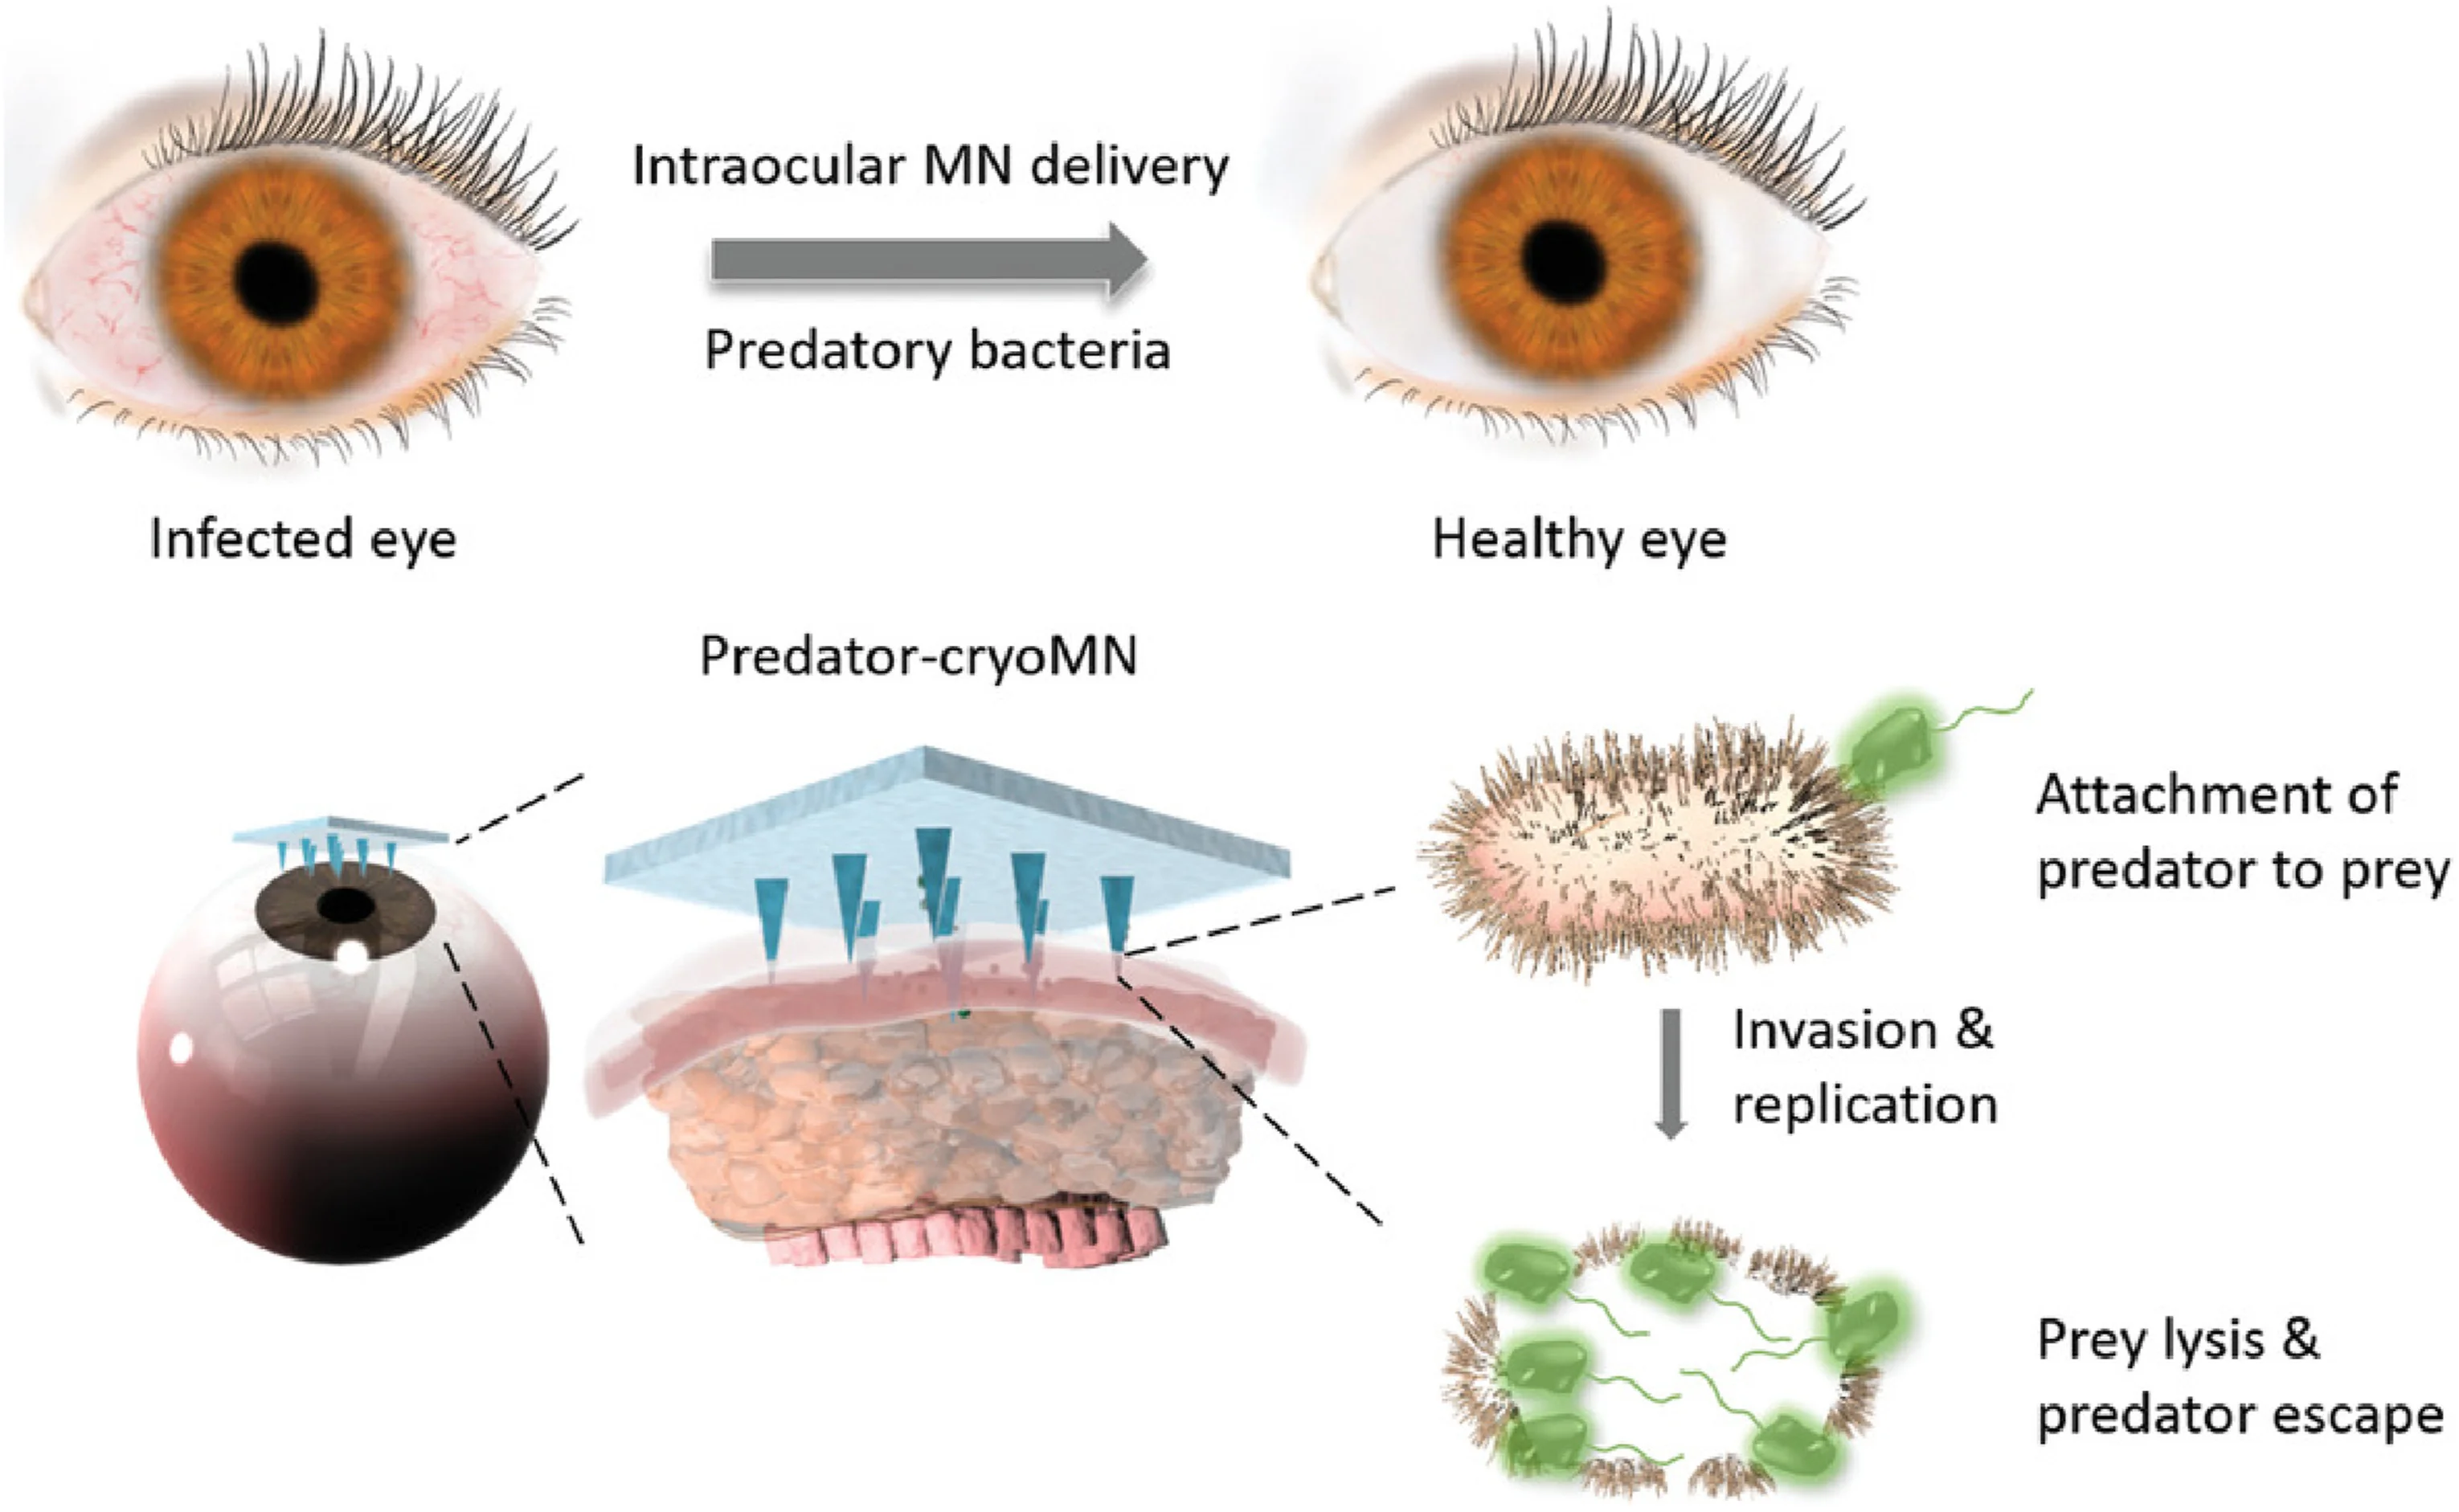 Intraocular MN delivery
Predatory bacteria
Infected eye
Healthy eye
Predator-cryoMN
Attachment of
predator to prey
Invasion &
replication
Prey lysis &
predator escape